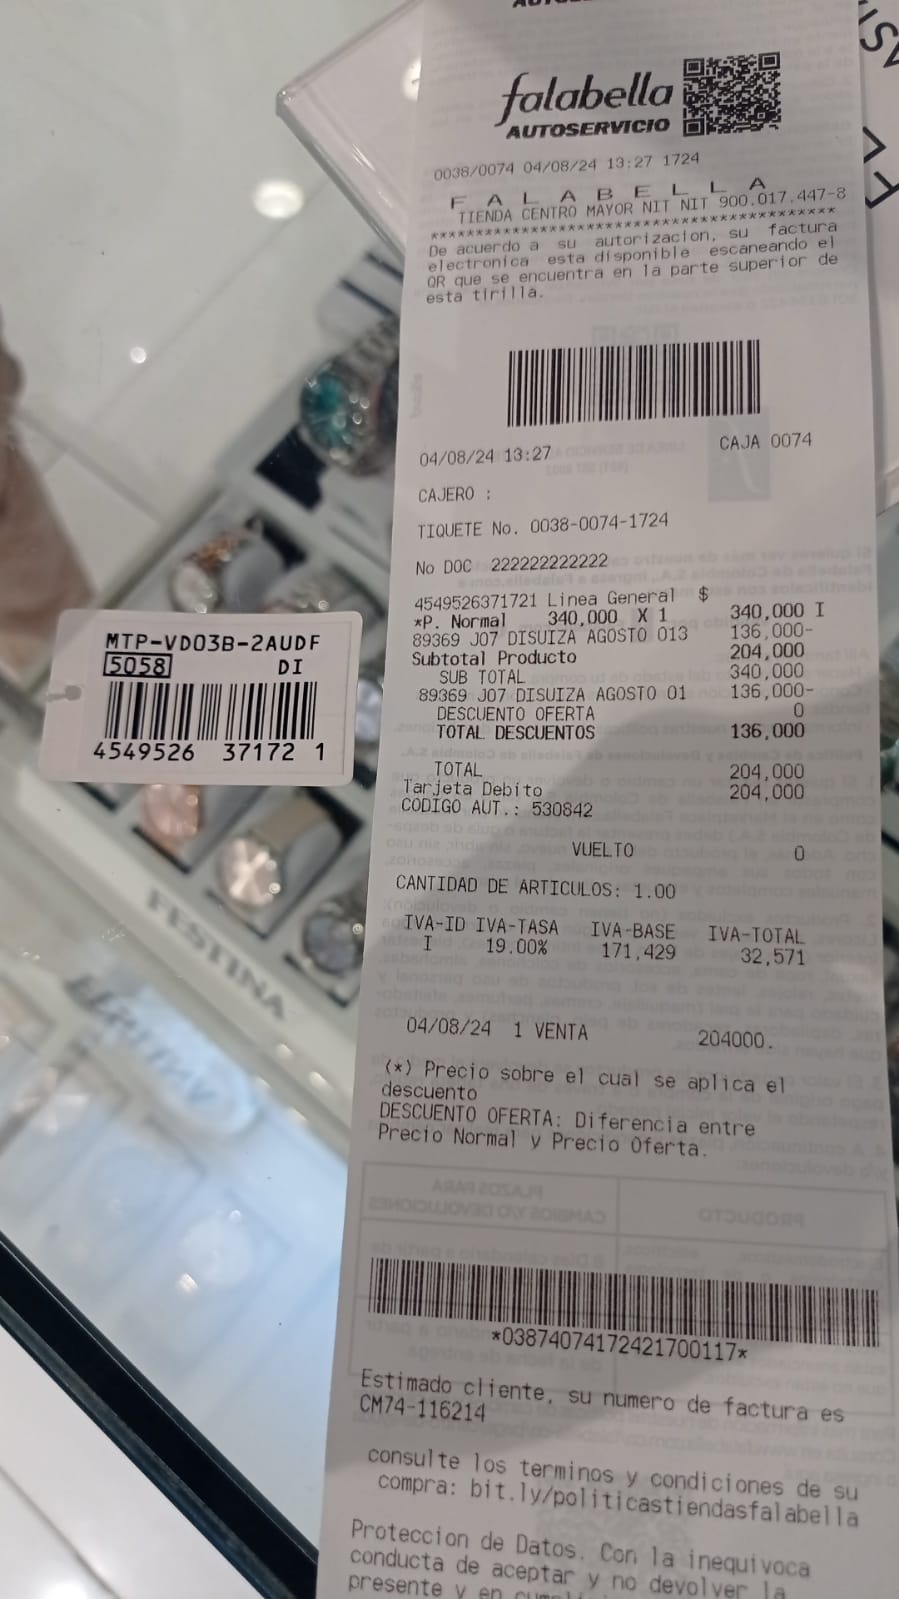 falabella
AUTOSERVICIO
0038/0074 04/08/24 13:27 1724
F A L A B E L L A
TIENDA CENTRO MAYOR NIT NIT 900.017.447-8
******************************************
De acuerdo a su autorizacion, su factura
electronica esta disponible escaneando el
QR que se encuentra en la parte superior de
esta tirilla.
04/08/24 13:27 CAJA 0074
CAJERO :
TIQUETE No. 0038-0074-1724
No DOC 222222222222
4549526371721 Linea General $
*P. Normal 340,000 X 1 340,000 I
89369 J07 DISUIZA AGOSTO 013 136,000-
Subtotal Producto 204,000
SUB TOTAL 340,000
89369 J07 DISUIZA AGOSTO 01 136,000-
DESCUENTO OFERTA 0
TOTAL DESCUENTOS 136,000
TOTAL 204,000
Tarjeta Debito 204,000
CODIGO AUT.: 530842
VUELTO 0
CANTIDAD DE ARTICULOS: 1.00
IVA-ID IVA-TASA IVA-BASE IVA-TOTAL
I 19.00% 171,429 32,571
04/08/24 1 VENTA 204000.
(*) Precio sobre el cual se aplica el
descuento
DESCUENTO OFERTA: Diferencia entre
Precio Normal y Precio Oferta.
*03874074172421700117*
Estimado cliente, su numero de factura es
CM74-116214
consulte los terminos y condiciones de su
compra: bit.ly/politicastiendasfalabella
Proteccion de Datos. Con la inequivoca
conducta de aceptar y no devolver la
presente y en
MTP-VD03B-2AUDF
5058 DI
4549526 37172 1
FESTINA